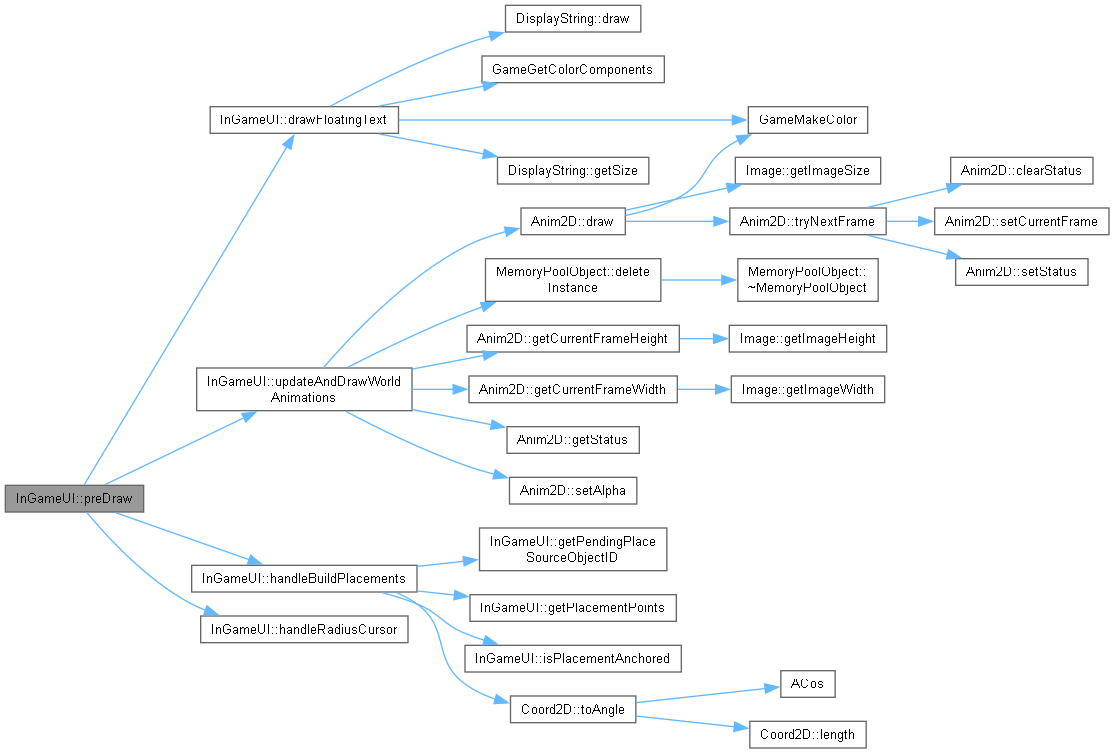 DisplayString::draw
GameGetColorComponents
InGameUI::drawFloatingText
GameMakeColor
DisplayString::getSize
Image::getImageSize
Anim2D::clearStatus
Anim2D::draw
Anim2D::tryNextFrame
Anim2D::setCurrentFrame
Anim2D::setStatus
MemoryPoolObject::delete
Instance
MemoryPoolObject::
~MemoryPoolObject
Anim2D::getCurrentFrameHeight
Image::getImageHeight
InGameUI::updateAndDrawWorld
Animations
Anim2D::getCurrentFrameWidth
Image::getImageWidth
Anim2D::getStatus
Anim2D::setAlpha
InGameUI::preDraw
InGameUI::getPendingPlace
SourceObjectID
InGameUI::handleBuildPlacements
InGameUI::getPlacementPoints
InGameUI::handleRadiusCursor
InGameUI::isPlacementAnchored
ACos
Coord2D::toAngle
Coord2D::length